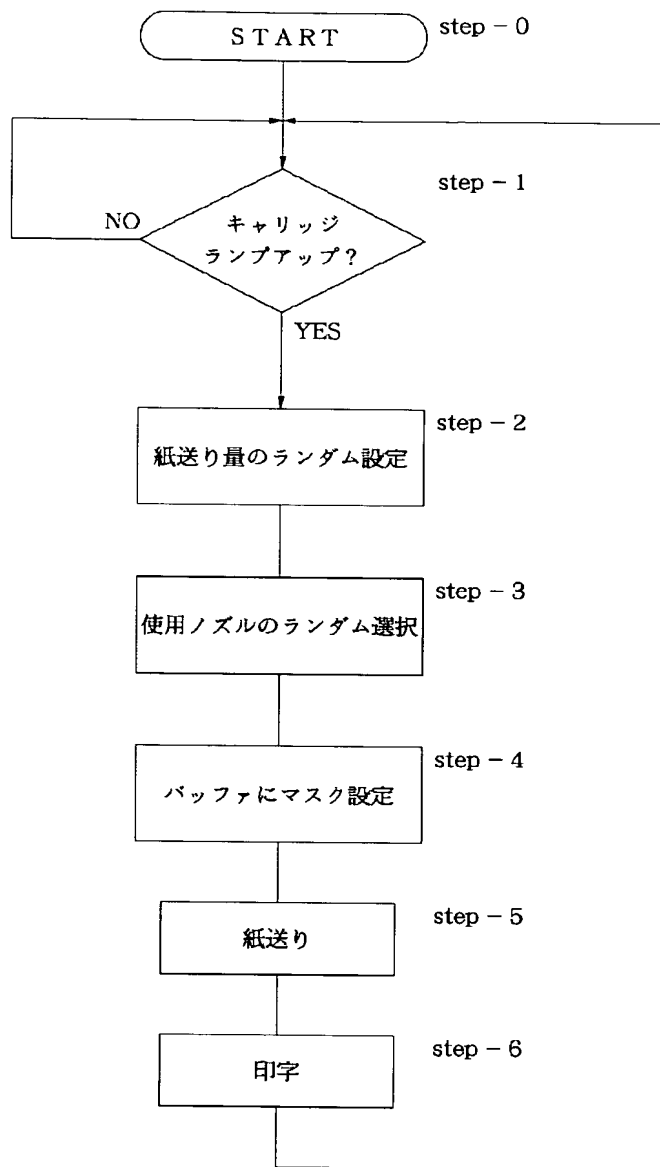 START
step-0
step-1
NO
キャリッジ
ランプアップ?
YES
step-2
紙送り量のランダム設定
step-3
使用ノズルのランダム選択
step-4
バッファにマスク設定
step-5
紙送り
step-6
印字